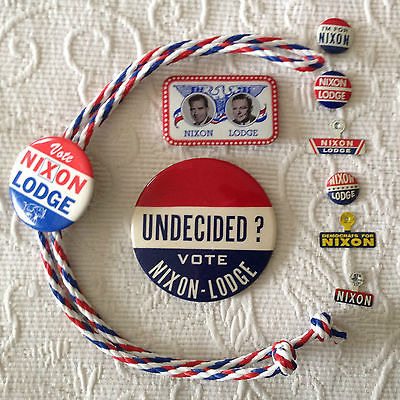 Vote
NIXON
LODGE
NIXON LODGE
UNDECIDED ?
VOTE
NIXON-LODGE
I'M FOR
NIXON
NIXON
LODGE
NIXON
LODGE
NIXON
LODGE
DEMOCRATS FOR
NIXON
NIXON